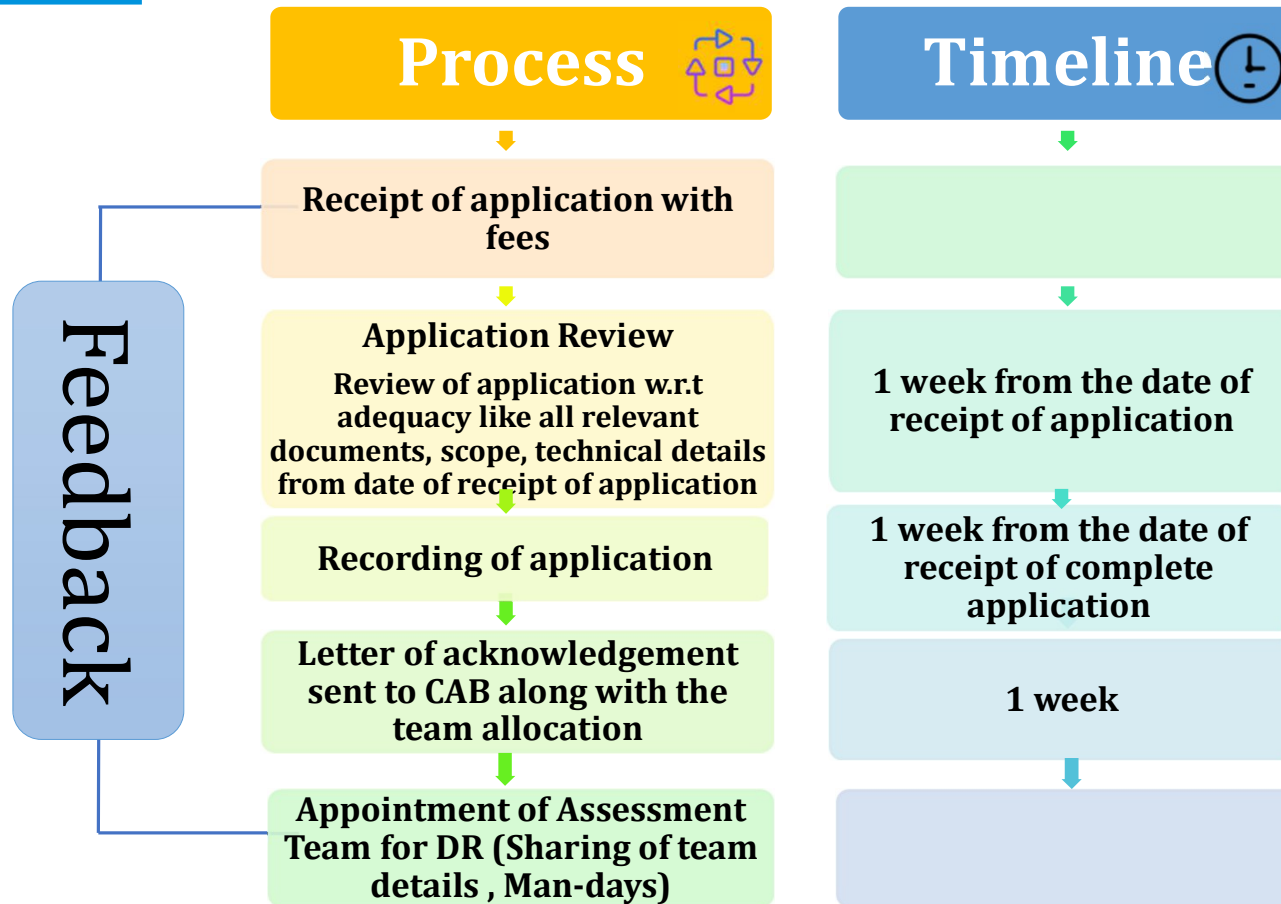 Process
Timeline
Feedback
Receipt of application with
fees
Application Review
Review of application w.r.t
adequacy like all relevant
documents, scope, technical details
from date of receipt of application
1 week from the date of
receipt of application
Recording of application
1 week from the date of
receipt of complete
application
Letter of acknowledgement
sent to CAB along with the
team allocation
1 week
Appointment of Assessment
Team for DR (Sharing of team
details , Man-days)